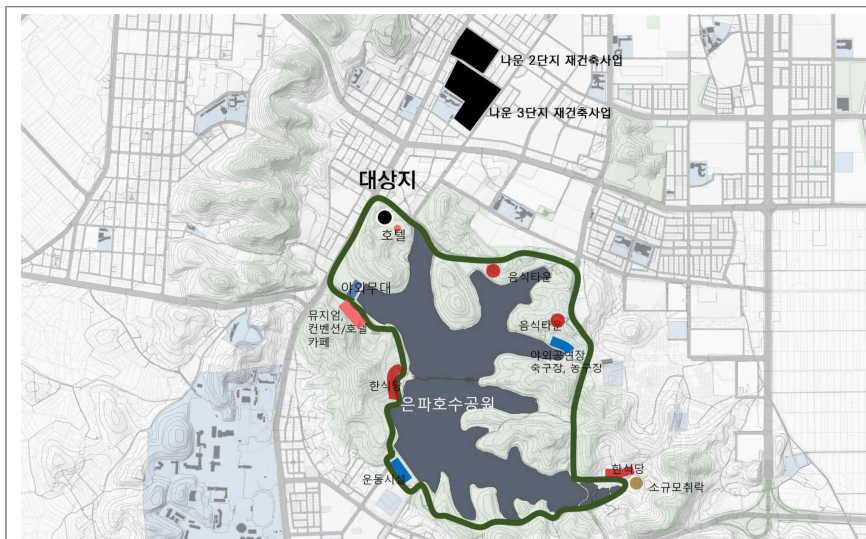 나운 2단지 재건축사업
나운 3단지 재건축사업
대상지
호텔
음식타운
야외무대
뮤지엄,
컨벤션/호텔
카페
음식타운
야외공연장,
축구장, 농구장
한식당
은파호수공원
운동시설
한식당
소규모취락